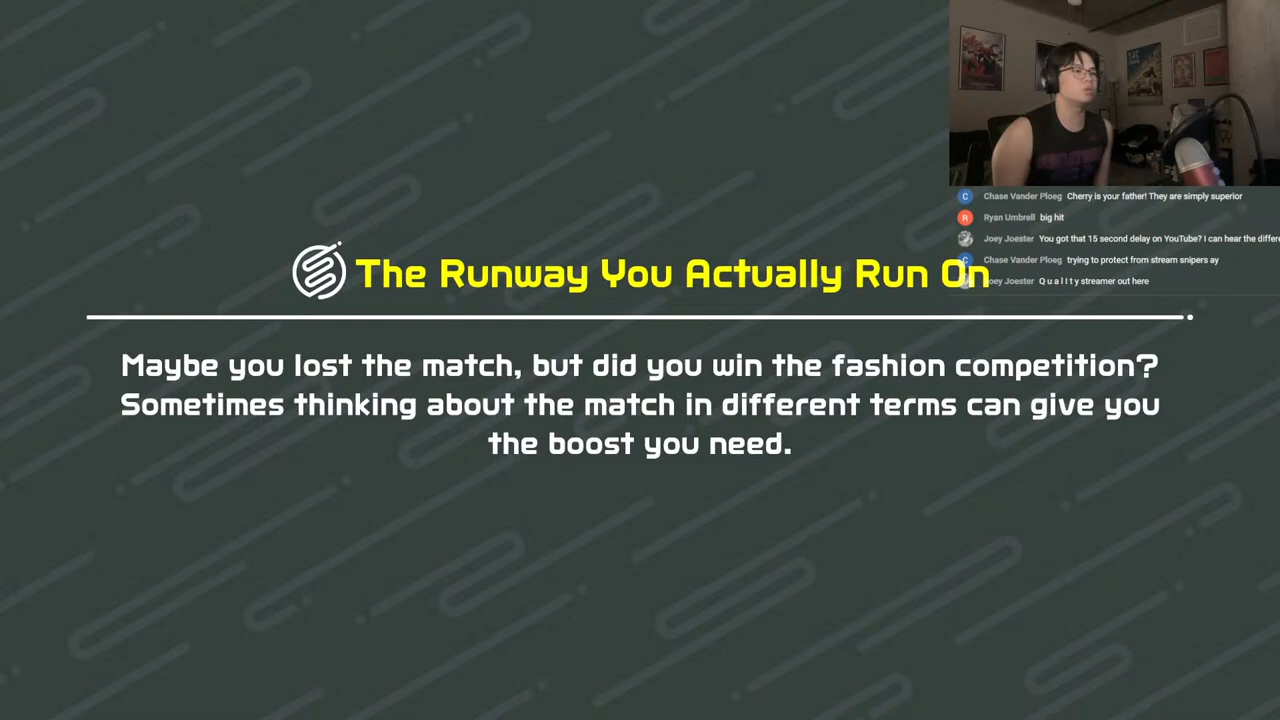 Chase Vander Ploeg Cherry is your father! They are simply superior
Ryan Umbrell big hit
Joey Joester You got that 15 second delay on YouTube? I can hear the differe
Chase Vander Ploeg trying to protect from stream snipers ay
Joey Joester Q u a l I t y streamer out here
The Runway You Actually Run On
Maybe you lost the match, but did you win the fashion competition?
Sometimes thinking about the match in different terms can give you
the boost you need.